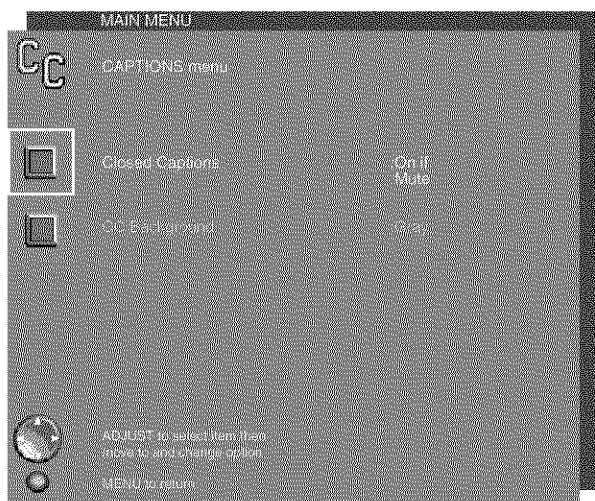 MAIN MENU
CC
CAPTIONS menu
Closed Captions
On if
Mute
CC Background
Gray
ADJUST to select item then
move to and change option
MENU to return